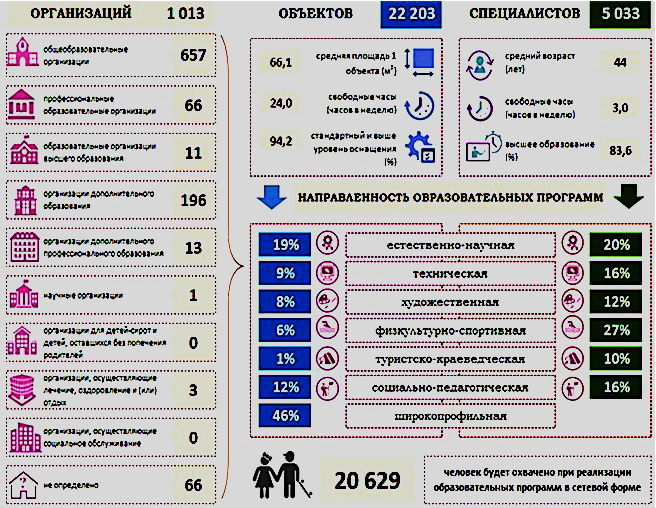 ОРГАНИЗАЦИЙ 1 013
общеобразовательные
организации
657
профессиональные
образовательные организации
66
образовательные организации
высшего образования
11
организации дополнительного
образования
196
организации дополнительного
профессионального образования
13
научные организации
1
организации для детей-сирот и
детей, оставшихся без попечения
родителей
0
организации, осуществляющие
лечение, оздоровление и (или)
отдых
3
организации, осуществляющие
социальное обслуживание
0
не определено
66
ОБЪЕКТОВ 22 203
66,1
средняя площадь 1
объекта (м²)
24,0
свободные часы
(часов в неделю)
94,2
стандартный и выше
уровень оснащения
(%)
СПЕЦИАЛИСТОВ 5 033
средний возраст
(лет)
44
свободные часы
(часов в неделю)
3,0
высшее образование
(%)
83,6
НАПРАВЛЕННОСТЬ ОБРАЗОВАТЕЛЬНЫХ ПРОГРАММ
19% естественно-научная 20%
9% техническая 16%
8% художественная 12%
6% физкультурно-спортивная 27%
1% туристско-краеведческая 10%
12% социально-педагогическая 16%
46% широкопрофильная
20 629
человек будет охвачено при реализации
образовательных программ в сетевой форме